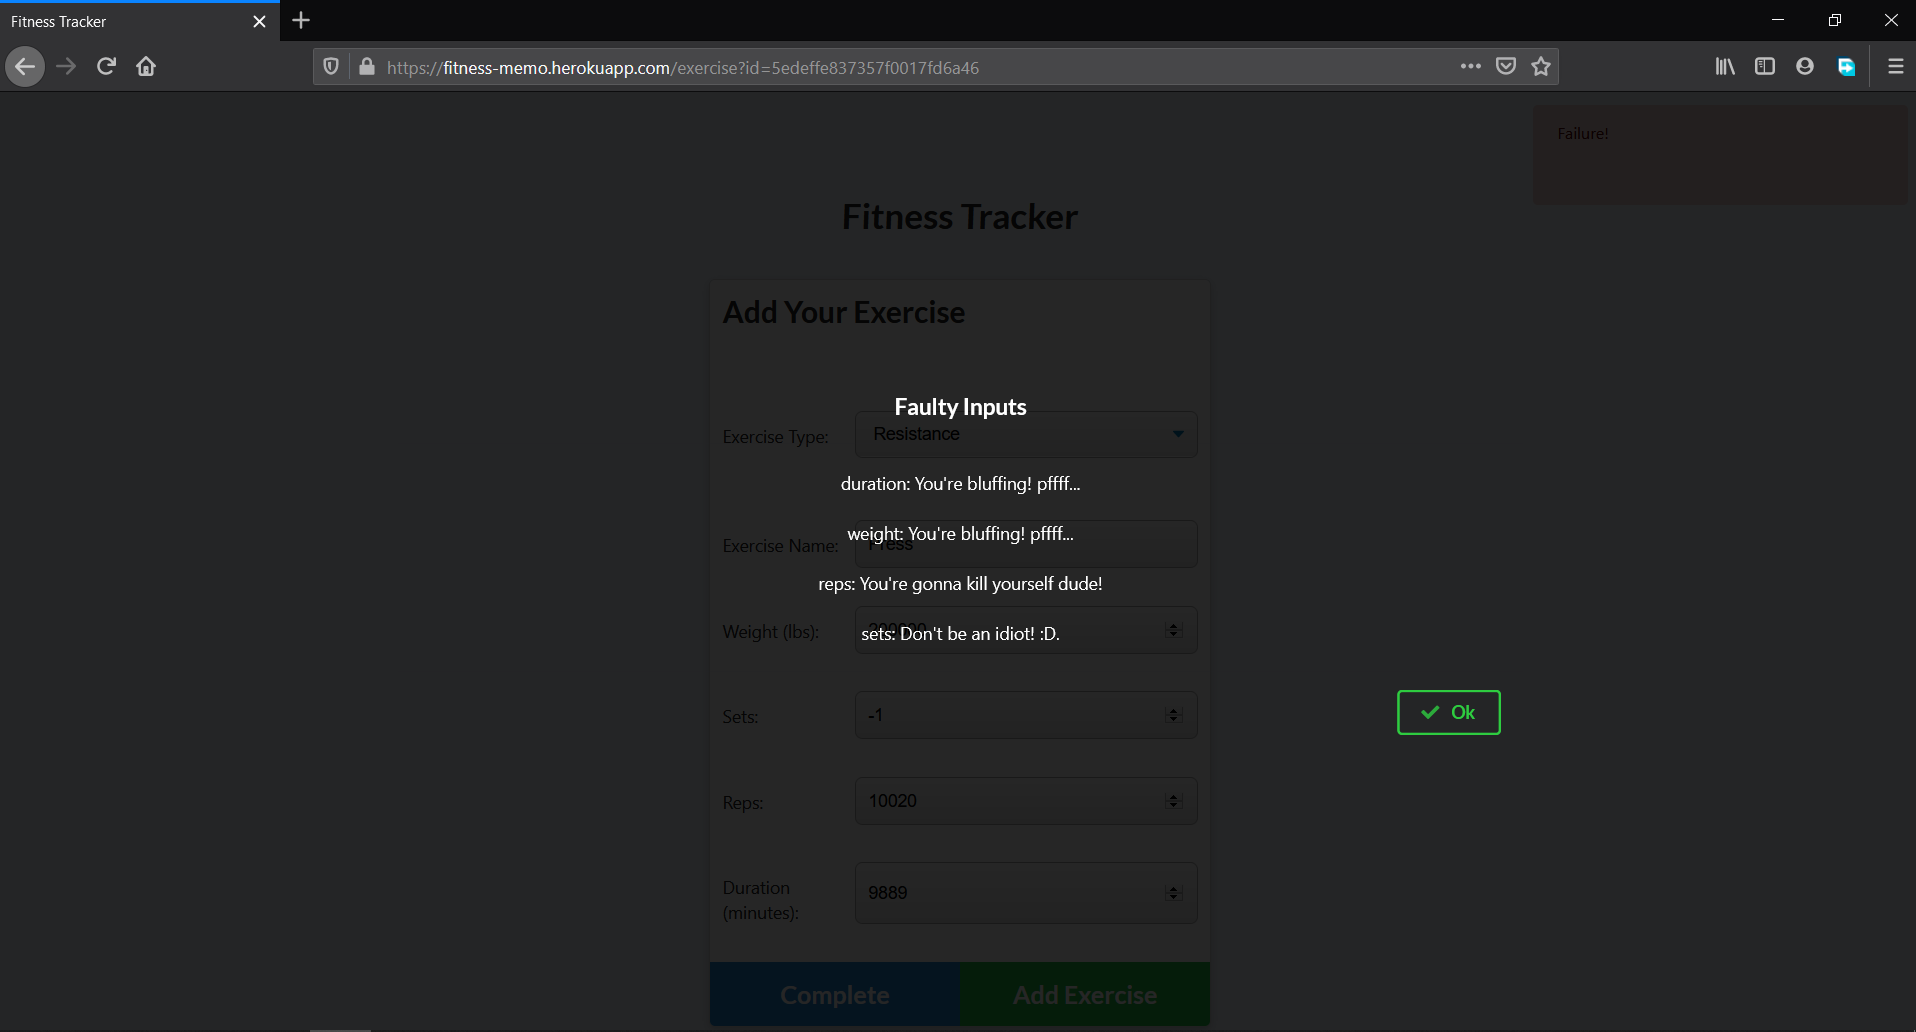 Fitness Tracker
https://fitness-memo.herokuapp.com/exercise?id=5edeffe837357f0017fd6a46
Failure!
Fitness Tracker
Add Your Exercise
Faulty Inputs
Exercise Type: Resistance
duration: You're bluffing! pffff...
weight: You're bluffing! pffff...
Exercise Name: Press
reps: You're gonna kill yourself dude!
Weight (lbs):
sets: Don't be an idiot! :D.
Sets: -1
Ok
Reps: 10020
Duration
(minutes): 9889
Complete Add Exercise